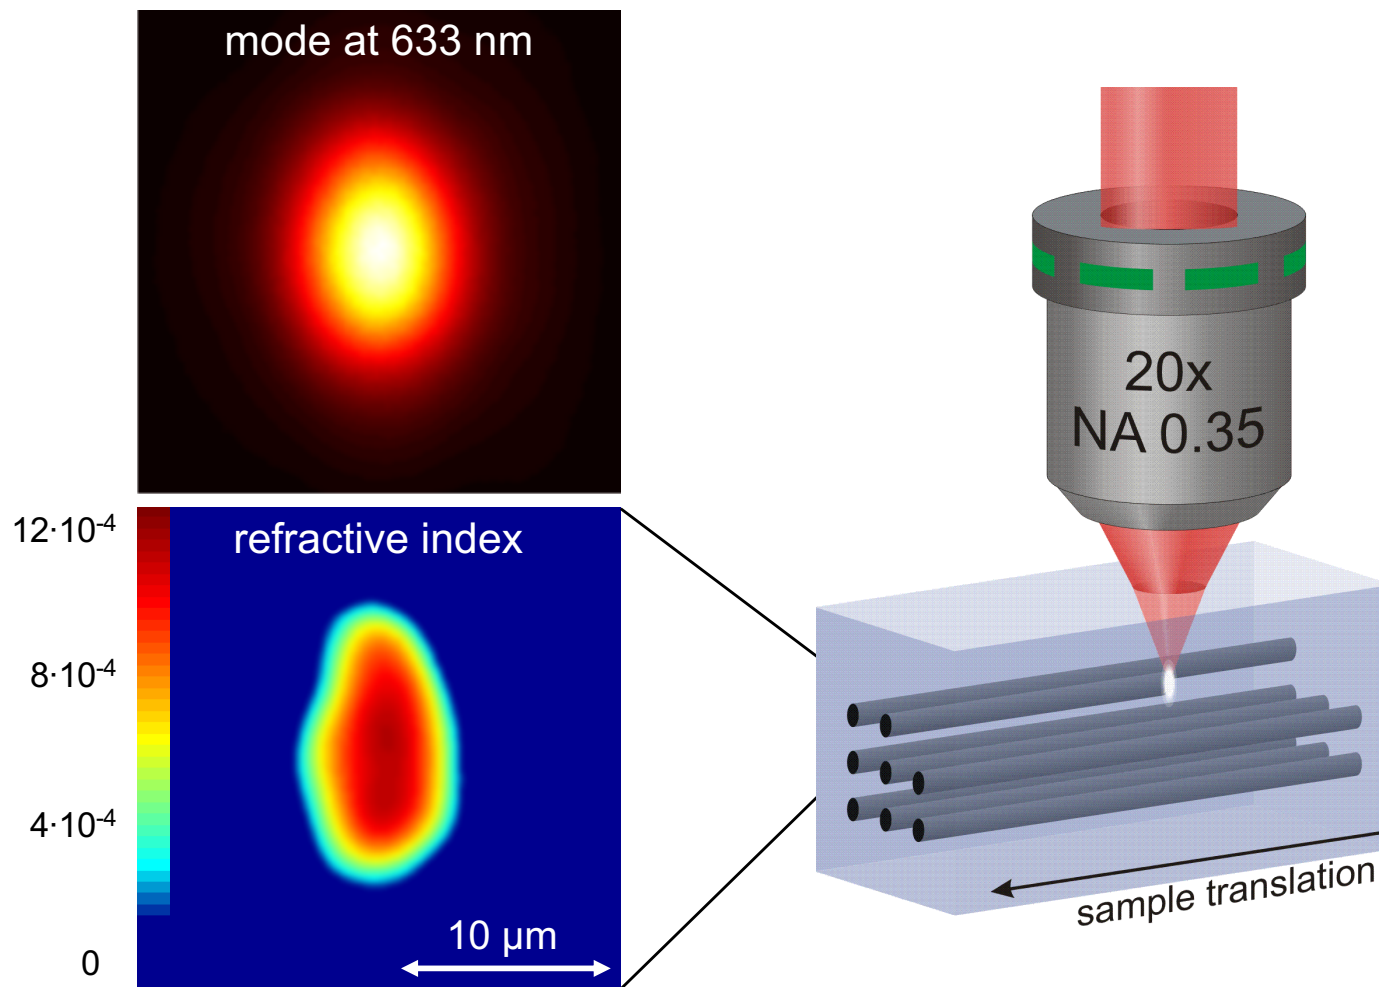 mode at 633 nm
refractive index
12·10⁻⁴
8·10⁻⁴
4·10⁻⁴
0
10 μm
20x
NA 0.35
sample translation